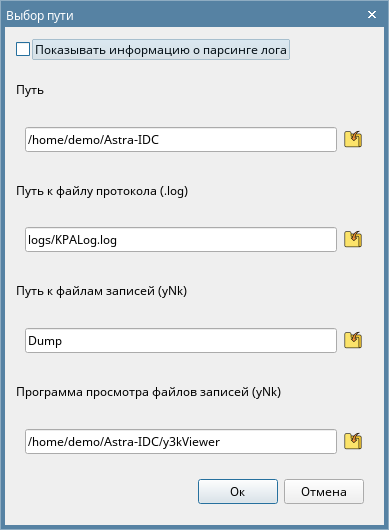 Выбор пути
Показывать информацию о парсинге лога
Путь
/home/demo/Astra-IDC
Путь к файлу протокола (.log)
logs/KPALog.log
Путь к файлам записей (yNk)
Dump
Программа просмотра файлов записей (yNk)
/home/demo/Astra-IDC/y3kViewer
Ок
Отмена